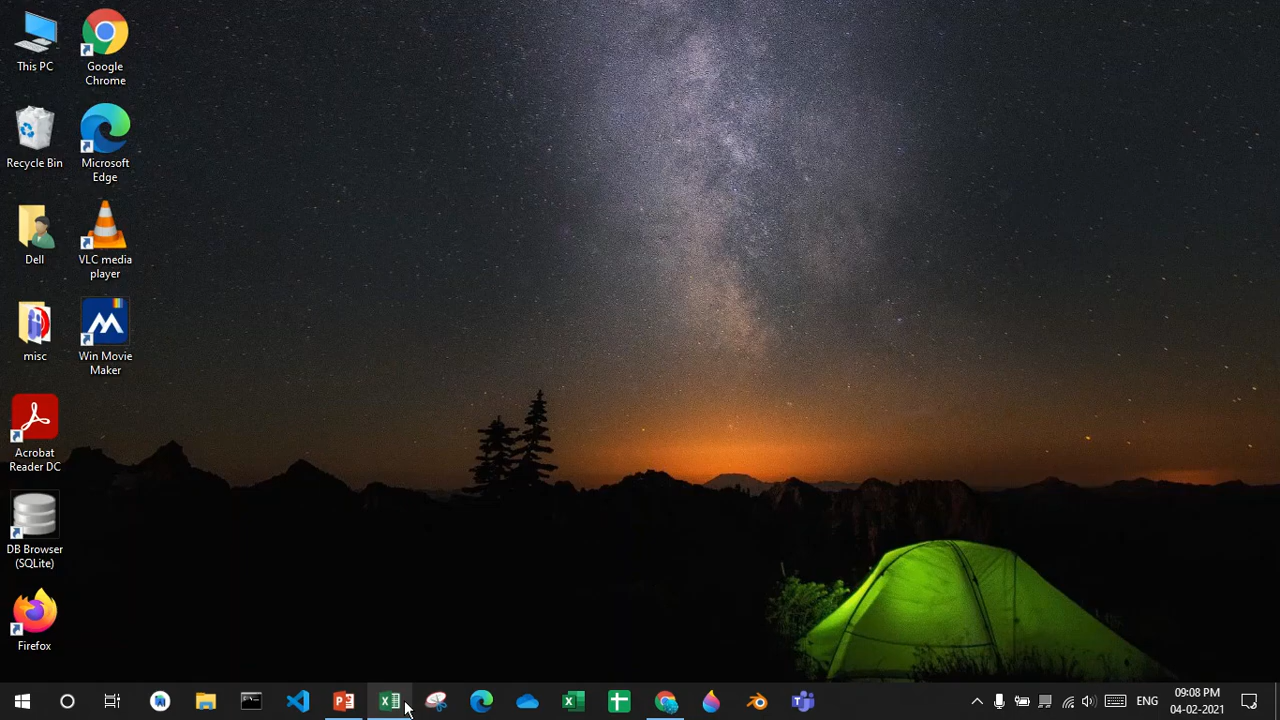 This PC
Google
Chrome
Recycle Bin
Microsoft
Edge
Dell
VLC media
player
misc
Win Movie
Maker
Acrobat
Reader DC
DB Browser
(SQLite)
Firefox
ENG
09:08 PM
04-02-2021